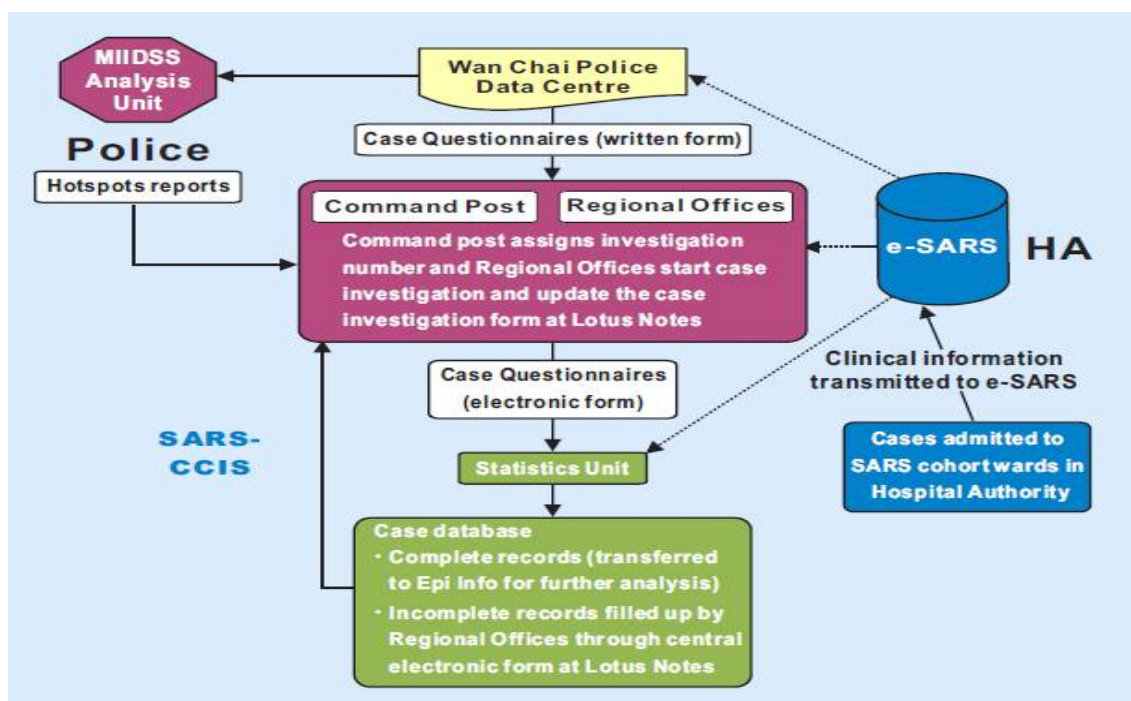 MIIDSS
Analysis
Unit
Wan Chai Police
Data Centre
Police
Case Questionnaires (written form)
Hotspots reports
Command Post
Regional Offices
Command post assigns investigation
number and Regional Offices start case
investigation and update the case
investigation form at Lotus Notes
e-SARS
HA
Clinical information
transmitted to e-SARS
Case Questionnaires
(electronic form)
Cases admitted to
SARS cohort wards in
Hospital Authority
SARS-
CCIS
Statistics Unit
Case database
· Complete records (transferred
to Epi Info for further analysis)
· Incomplete records filled up by
Regional Offices through central
electronic form at Lotus Notes